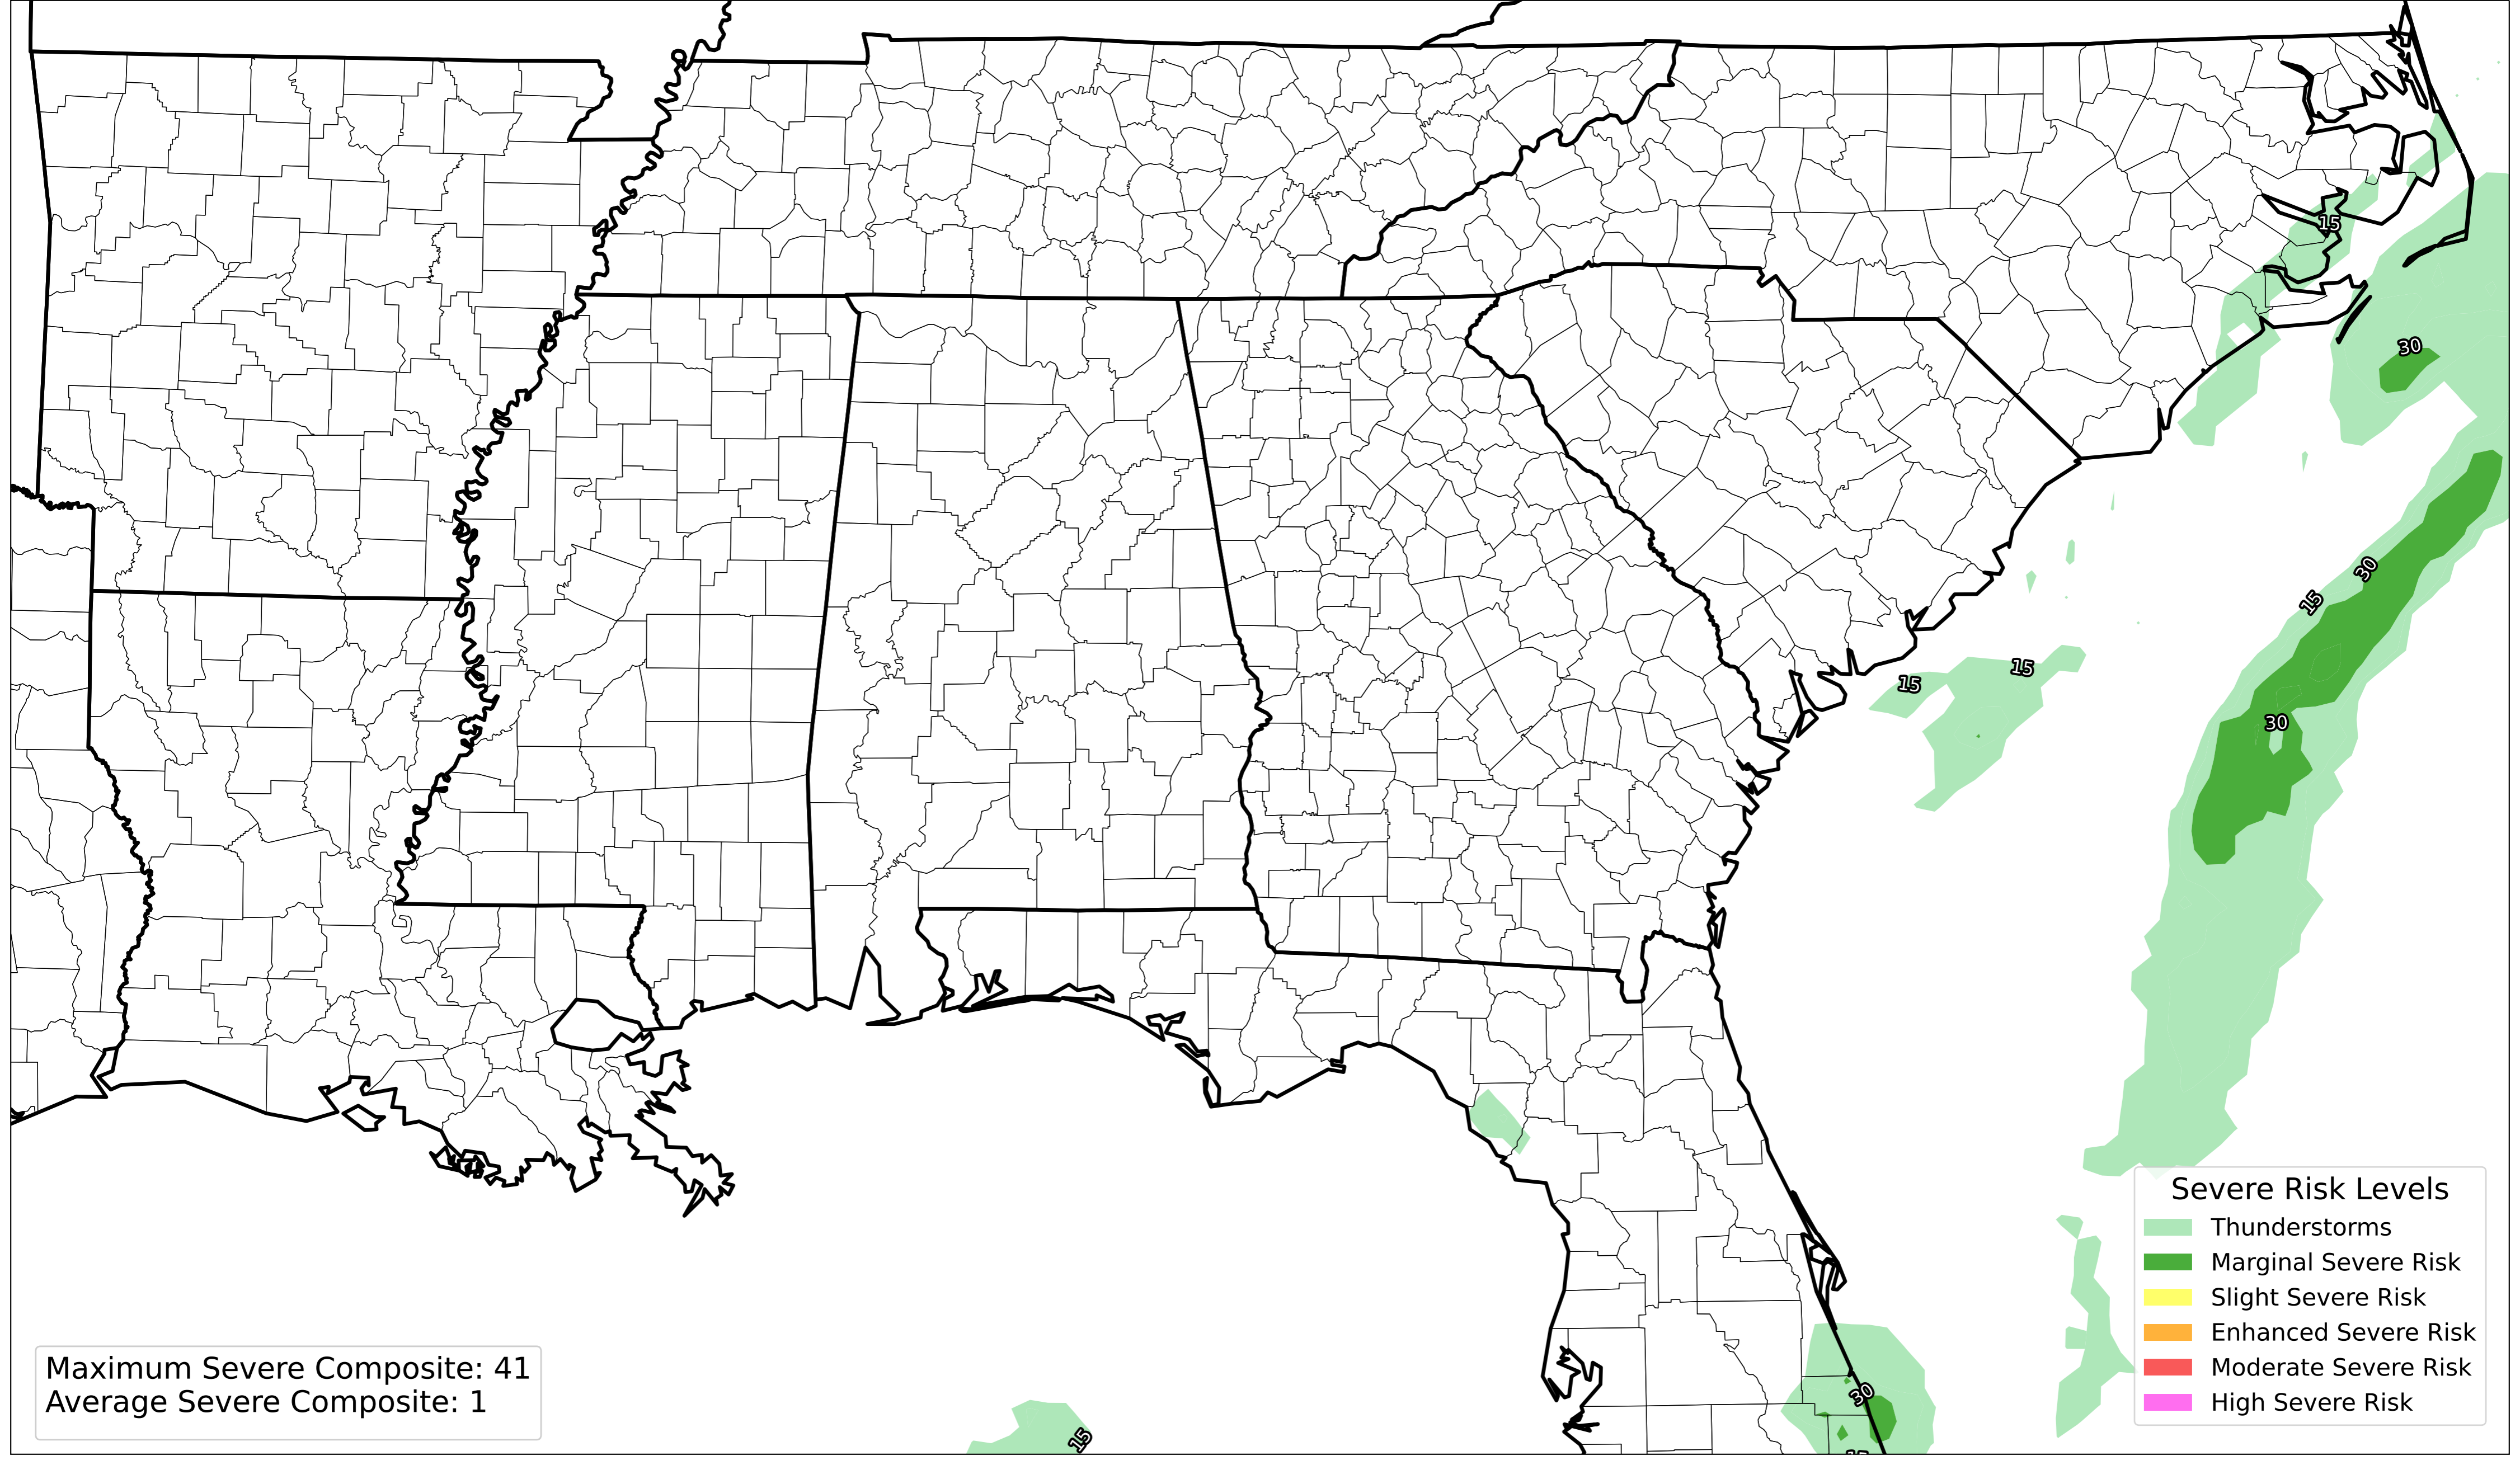 15
30
30
15
15
15
30
Severe Risk Levels
Thunderstorms
Marginal Severe Risk
Slight Severe Risk
Enhanced Severe Risk
Moderate Severe Risk
High Severe Risk
Maximum Severe Composite: 41
Average Severe Composite: 1
30
15